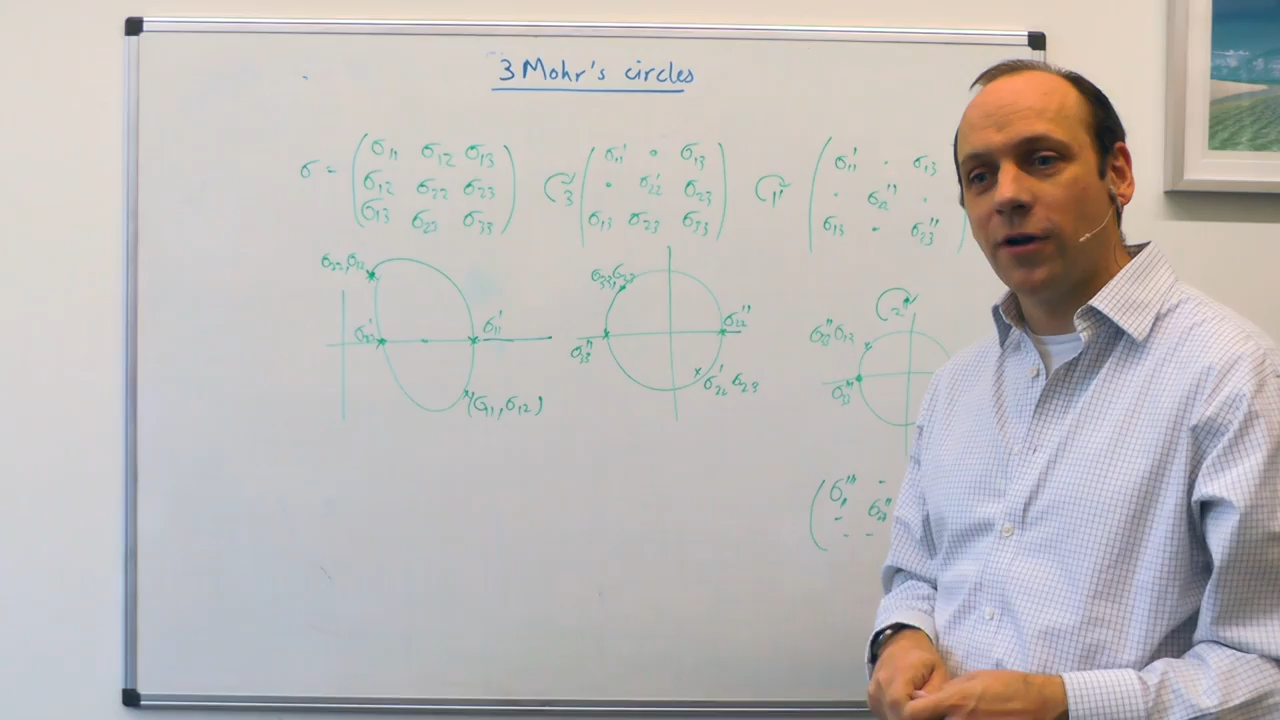 3 Mohr's circles
σ = ( σ11 σ12 σ13 ) ( σ11' · σ13 ) ( σ11' · σ13
( σ12 σ22 σ23 ) 3 ( · σ22' σ23 ) 1' ( · σ22'' ·
( σ13 σ23 σ33 ) ( σ13 σ23 σ33 ) ( σ13 · σ33''
σ22, σ12
σ22' σ11'
(σ11, σ12)
σ33, σ23
σ33'' σ22''
σ22' σ23
2''
σ33'' σ13
σ33'''
( σ11''' -
- σ22''
- -